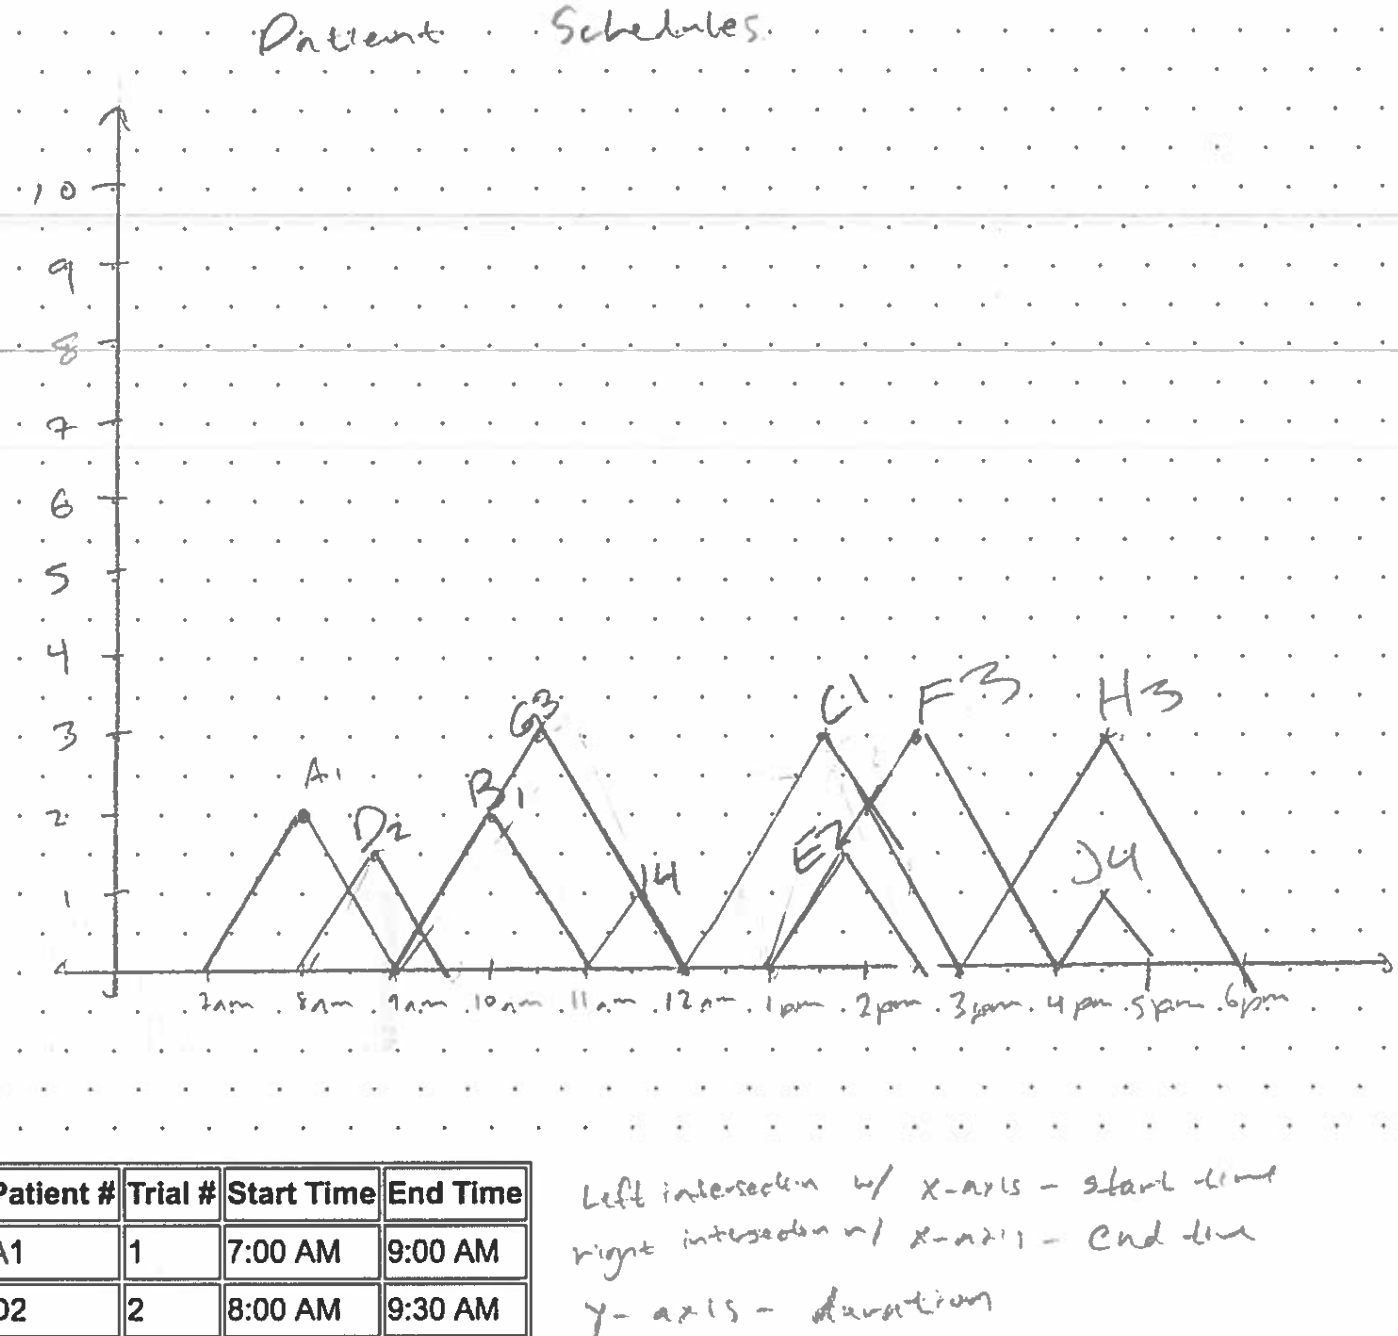 Patient Schedules
10
9
8
7
6
5
4
3
2
1
A1
D2
B1
G3
I4
C1
E2
F3
H3
J4
7am 8am 9am 10am 11am 12am 1pm 2pm 3pm 4pm 5pm 6pm
Patient # Trial # Start Time End Time
A1 1 7:00 AM 9:00 AM
D2 2 8:00 AM 9:30 AM
Left intersection w/ x-axis - start time
right intersection w/ x-axis - end time
y-axis - duration